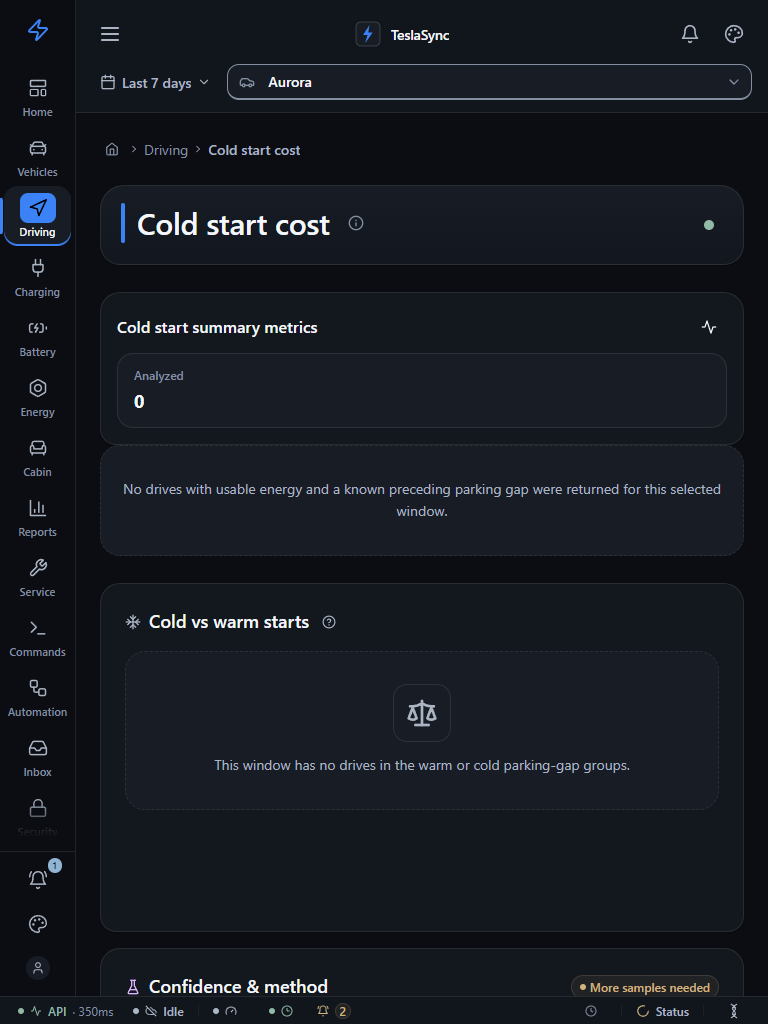 TeslaSync
Last 7 days
Aurora
Home
Vehicles
Driving
Charging
Battery
Energy
Cabin
Reports
Service
Commands
Automation
Inbox
Security
1
Driving
Cold start cost
Cold start cost
Cold start summary metrics
Analyzed
0
No drives with usable energy and a known preceding parking gap were returned for this selected
window.
Cold vs warm starts
This window has no drives in the warm or cold parking-gap groups.
Confidence & method
More samples needed
API · 350ms
Idle
2
Status